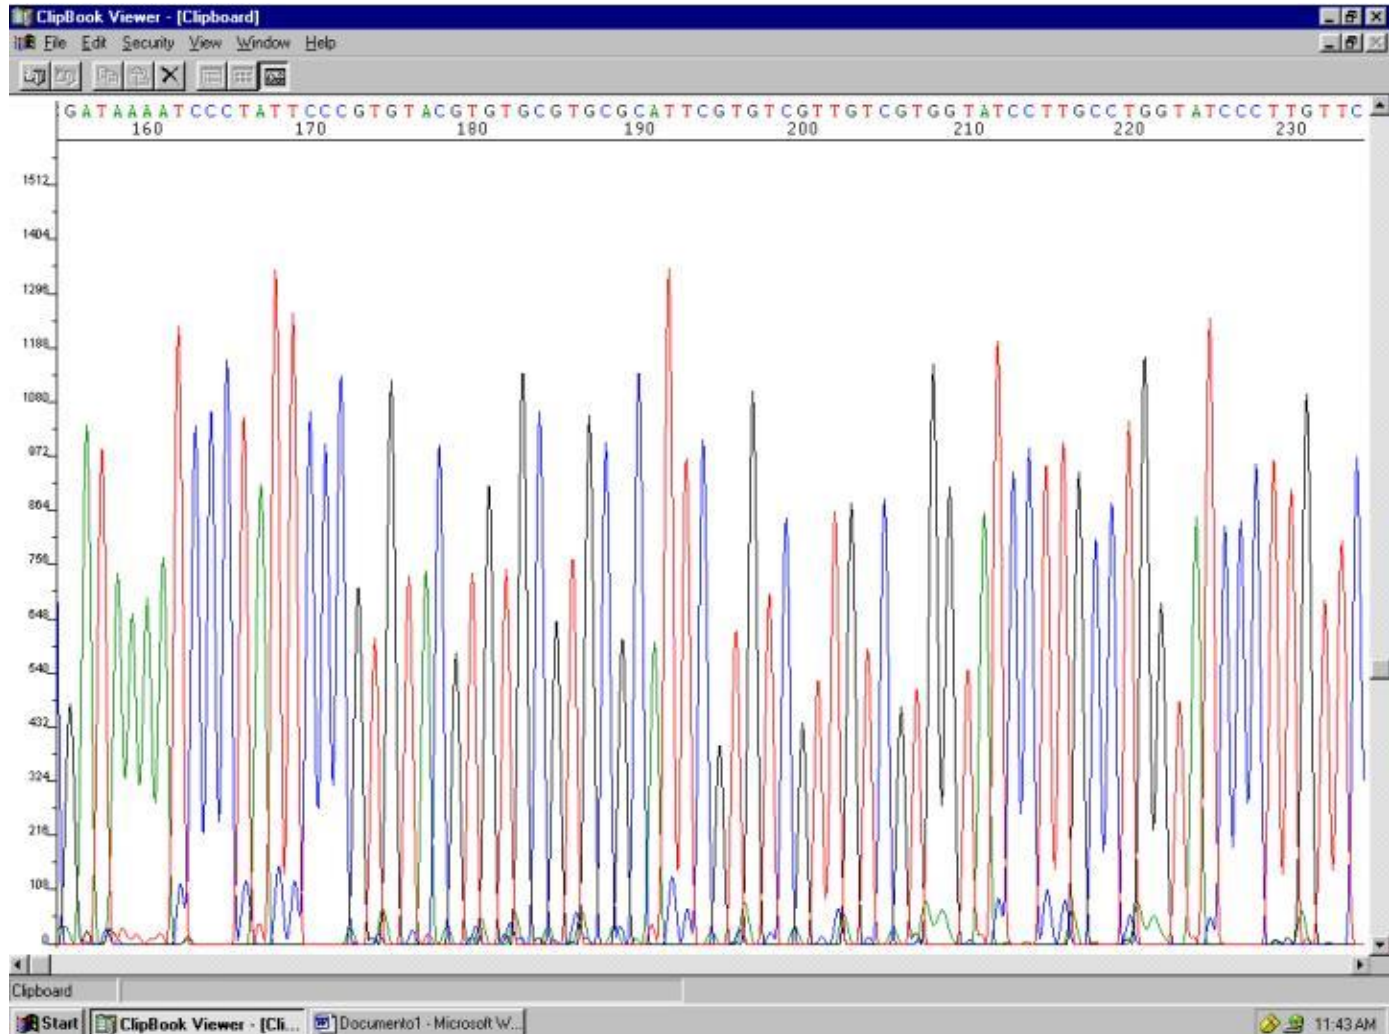 ClipBook Viewer - [Clipboard]
File Edit Security View Window Help
GATAAAATCCCTATTCCCGTGTACGTGTGCGTGCGCATTCGTGTCGTTGTCGTGGTATCCTTGCCTGGTATCCCTTGTTC
160 170 180 190 200 210 220 230
1512
1404
1296
1188
1080
972
864
756
648
540
432
324
216
108
0
Clipboard
Start ClipBook Viewer - [Cli... Documento1 - Microsoft W... 11:43 AM